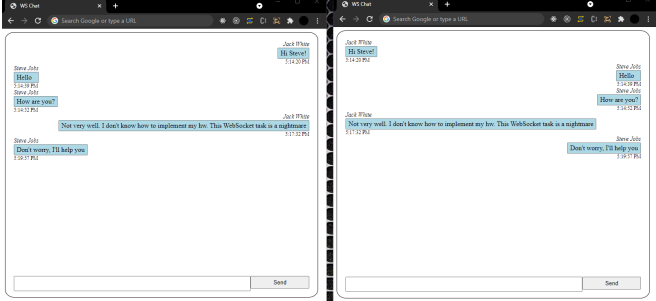 WS Chat
Search Google or type a URL
Jack White
Hi Steve!
5:14:20 PM
Steve Jobs
Hello
5:14:39 PM
Steve Jobs
How are you?
5:14:52 PM
Jack White
Not very well. I don't know how to implement my hw. This WebSocket task is a nightmare
5:17:32 PM
Steve Jobs
Don't worry, I'll help you
5:19:57 PM
Send
WS Chat
Search Google or type a URL
Jack White
Hi Steve!
5:14:20 PM
Steve Jobs
Hello
5:14:39 PM
Steve Jobs
How are you?
5:14:52 PM
Jack White
Not very well. I don't know how to implement my hw. This WebSocket task is a nightmare
5:17:32 PM
Steve Jobs
Don't worry, I'll help you
5:19:57 PM
Send